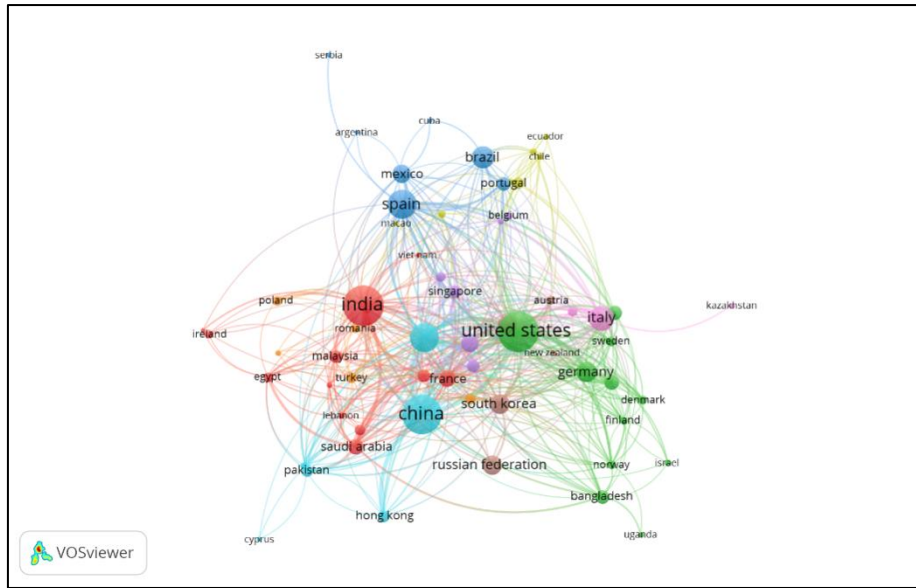 serbia
cuba
argentina
ecuador
brazil
chile
mexico
portugal
spain
belgium
macao
viet nam
singapore
poland
india
austria
kazakhstan
italy
romania
united states
ireland
sweden
new zealand
malaysia
egypt
turkey
france
germany
denmark
lebanon
china
south korea
finland
saudi arabia
pakistan
russian federation
norway
israel
bangladesh
hong kong
cyprus
uganda
VOSviewer